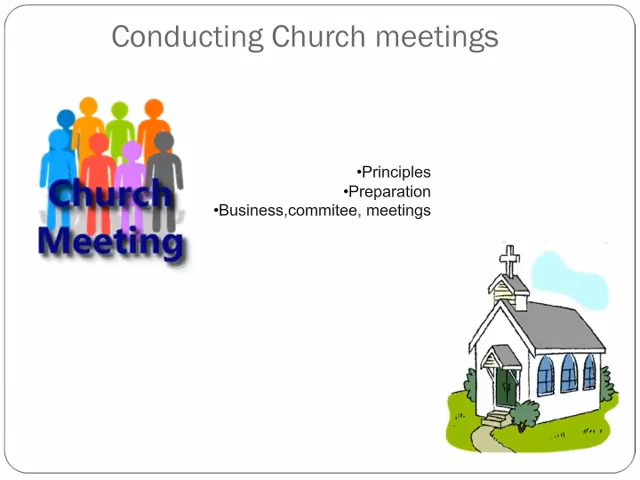 Conducting Church meetings
Church
Meeting
•Principles
•Preparation
•Business,commitee, meetings